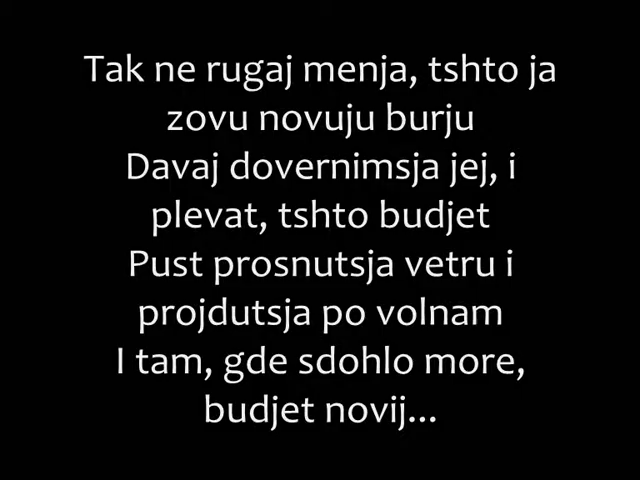 Tak ne rugaj menja, tshto ja
zovu novuju burju
Davaj dovernimsja jej, i
plevat, tshto budjet
Pust prosnutsja vetru i
projdutsja po volnam
I tam, gde sdohlo more,
budjet novij...